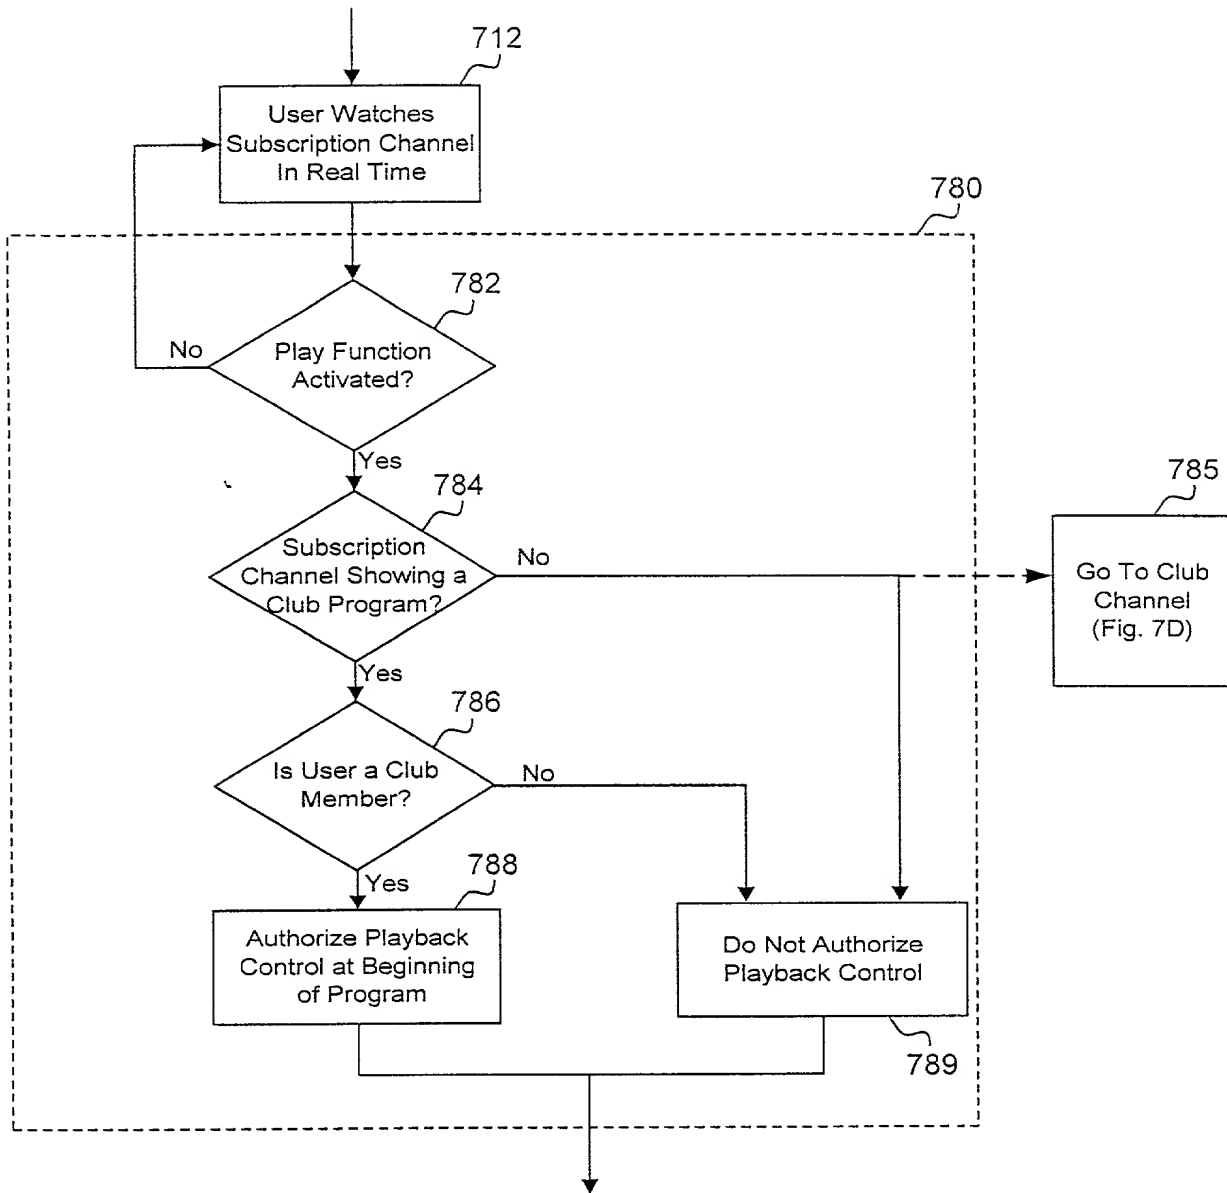 712
User Watches
Subscription Channel
In Real Time
780
782
No
Play Function
Activated?
Yes
784
785
Subscription
Channel Showing a
Club Program?
No
Go To Club
Channel
(Fig. 7D)
Yes
786
Is User a Club
Member?
No
Yes
788
Authorize Playback
Control at Beginning
of Program
Do Not Authorize
Playback Control
789